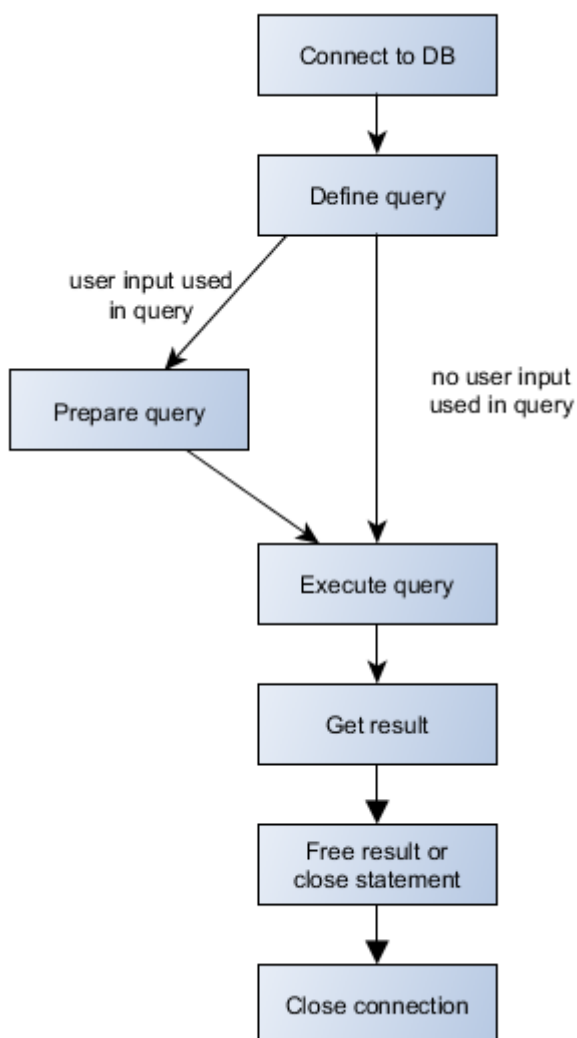 Connect to DB
Define query
user input used
in query
no user input
used in query
Prepare query
Execute query
Get result
Free result or
close statement
Close connection